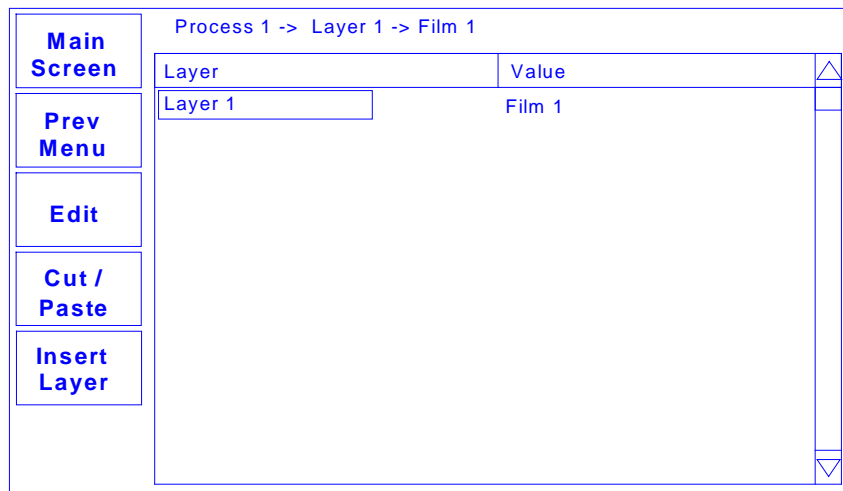 Main
Screen
Prev
Menu
Edit
Cut /
Paste
Insert
Layer
Process 1 -> Layer 1 -> Film 1
Layer Value
Layer 1 Film 1